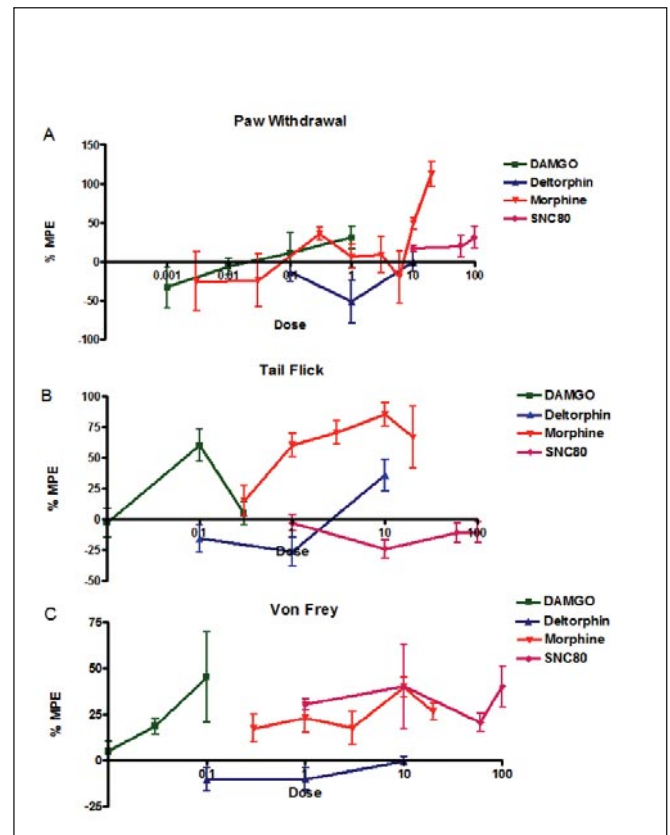 A
Paw Withdrawal
% MPE
150
100
50
0
-50
-100
0.001
0.01
0.1
1
10
100
Dose
DAMGO
Deltorphin
Morphine
SNC80
B
Tail Flick
% MPE
100
75
50
25
0
-25
-50
0.1
1
10
100
Dose
DAMGO
Deltorphin
Morphine
SNC80
C
Von Frey
% MPE
75
50
25
0
-25
0.1
1
10
100
Dose
DAMGO
Deltorphin
Morphine
SNC80